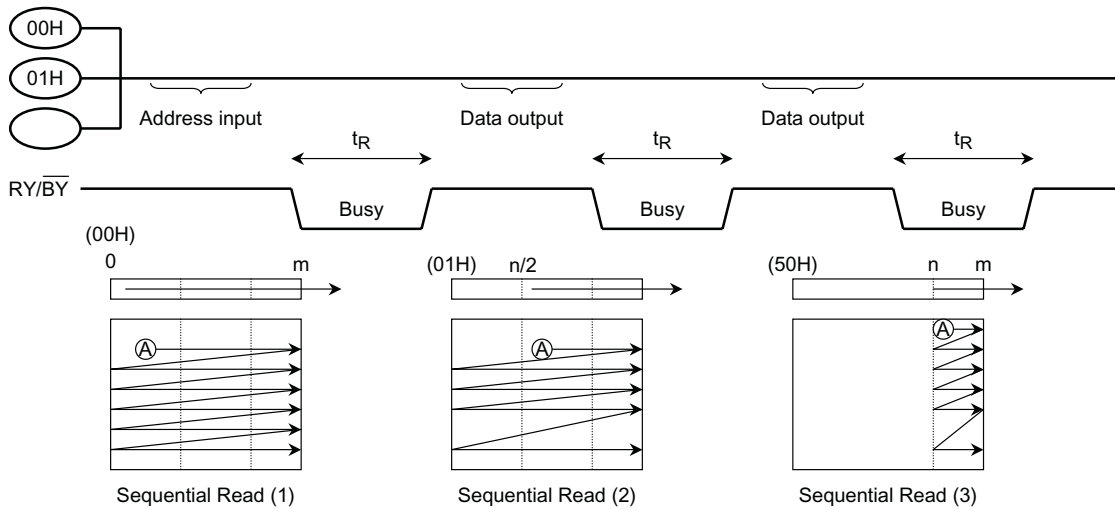 00H
01H
Address input Data output Data output
tR tR tR
RY/BY Busy Busy Busy
(00H)
0 m (01H) n/2 (50H) n m
A A A
Sequential Read (1) Sequential Read (2) Sequential Read (3)